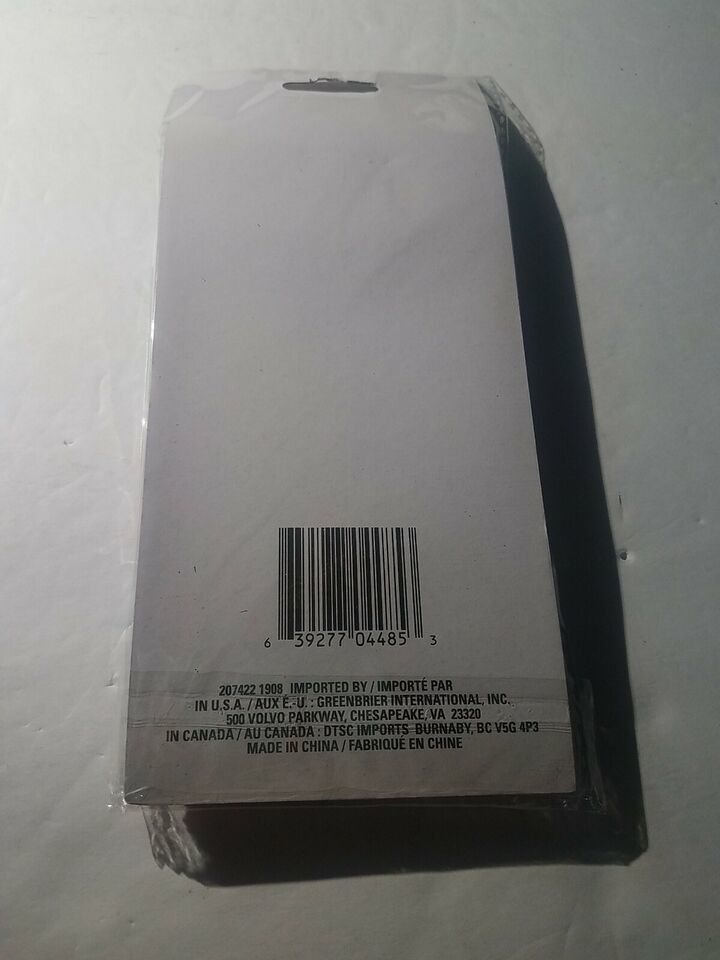 6 39277 04485 3
207422 1908 IMPORTED BY / IMPORTÉ PAR
IN U.S.A. / AUX É.-U. : GREENBRIER INTERNATIONAL, INC.
500 VOLVO PARKWAY, CHESAPEAKE, VA 23320
IN CANADA / AU CANADA : DTSC IMPORTS BURNABY, BC V5G 4P3
MADE IN CHINA / FABRIQUÉ EN CHINE